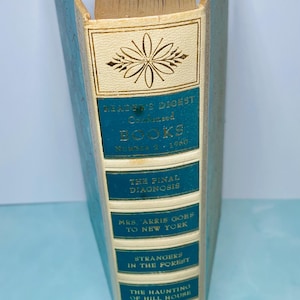 READER'S DIGEST
Condensed
BOOKS
1960
THE FINAL
DIAGNOSIS
MRS. 'ARRIS GOES
TO NEW YORK
STRANGERS
IN THE FOREST
THE HAUNTING
OF HILL HOUSE